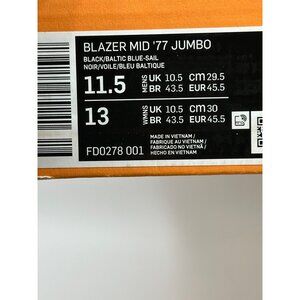 BLAZER MID '77 JUMBO
BLACK/BALTIC BLUE-SAIL
NOIR/VOILE/BLEU BALTIQUE
11.5 MENS UK 10.5 CM 29.5
BR 43.5 EUR 45.5
13 WMNS UK 10.5 CM 30
BR 43.5 EUR 45.5
MADE IN VIETNAM /
FABRIQUE AU VIETNAM /
FABRICADO NO VIETNÃ /
HECHO EN VIETNAM
FD0278 001